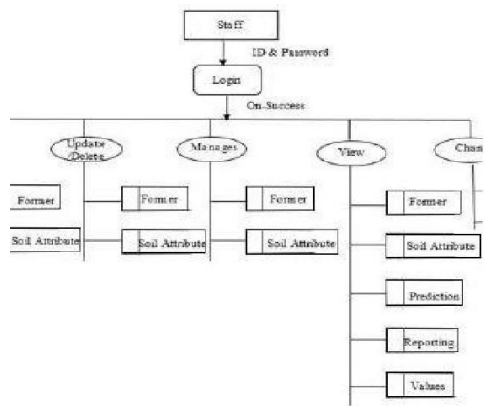 Staff
ID & Password
Login
On-Success
Update
/Delete
Manages
View
Chan
Former
Former
Former
Former
Soil Attribute
Soil Attribute
Soil Attribute
Soil Attribute
Prediction
Reporting
Values